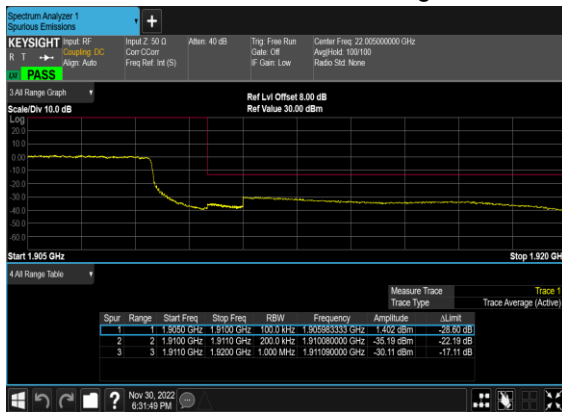 Spectrum Analyzer 1
Spurious Emissions
KEYSIGHT Input: RF Input Z: 50 Ω Atten: 40 dB Trig: Free Run Center Freq: 22.005000000 GHz
R T Coupling: DC Corr CCorr Gate: Off Avg|Hold: 100/100
Align: Auto Freq Ref: Int (S) IF Gain: Low Radio Std: None
PASS
3 All Range Graph
Ref Lvl Offset 8.00 dB
Scale/Div 10.0 dB Ref Value 30.00 dBm
Log
20.0
10.0
0.00
-10.0
-20.0
-30.0
-40.0
-50.0
-60.0
Start 1.905 GHz Stop 1.920 GH
4 All Range Table
Measure Trace Trace 1
Trace Type Trace Average (Active)
Spur Range Start Freq Stop Freq RBW Frequency Amplitude ΔLimit
1 1 1.9050 GHz 1.9100 GHz 100.0 kHz 1.905983333 GHz 1.402 dBm -28.60 dB
2 2 1.9100 GHz 1.9110 GHz 200.0 kHz 1.910080000 GHz -35.19 dBm -22.19 dB
3 3 1.9110 GHz 1.9200 GHz 1.000 MHz 1.911090000 GHz -30.11 dBm -17.11 dB
? Nov 30, 2022
6:31:49 PM